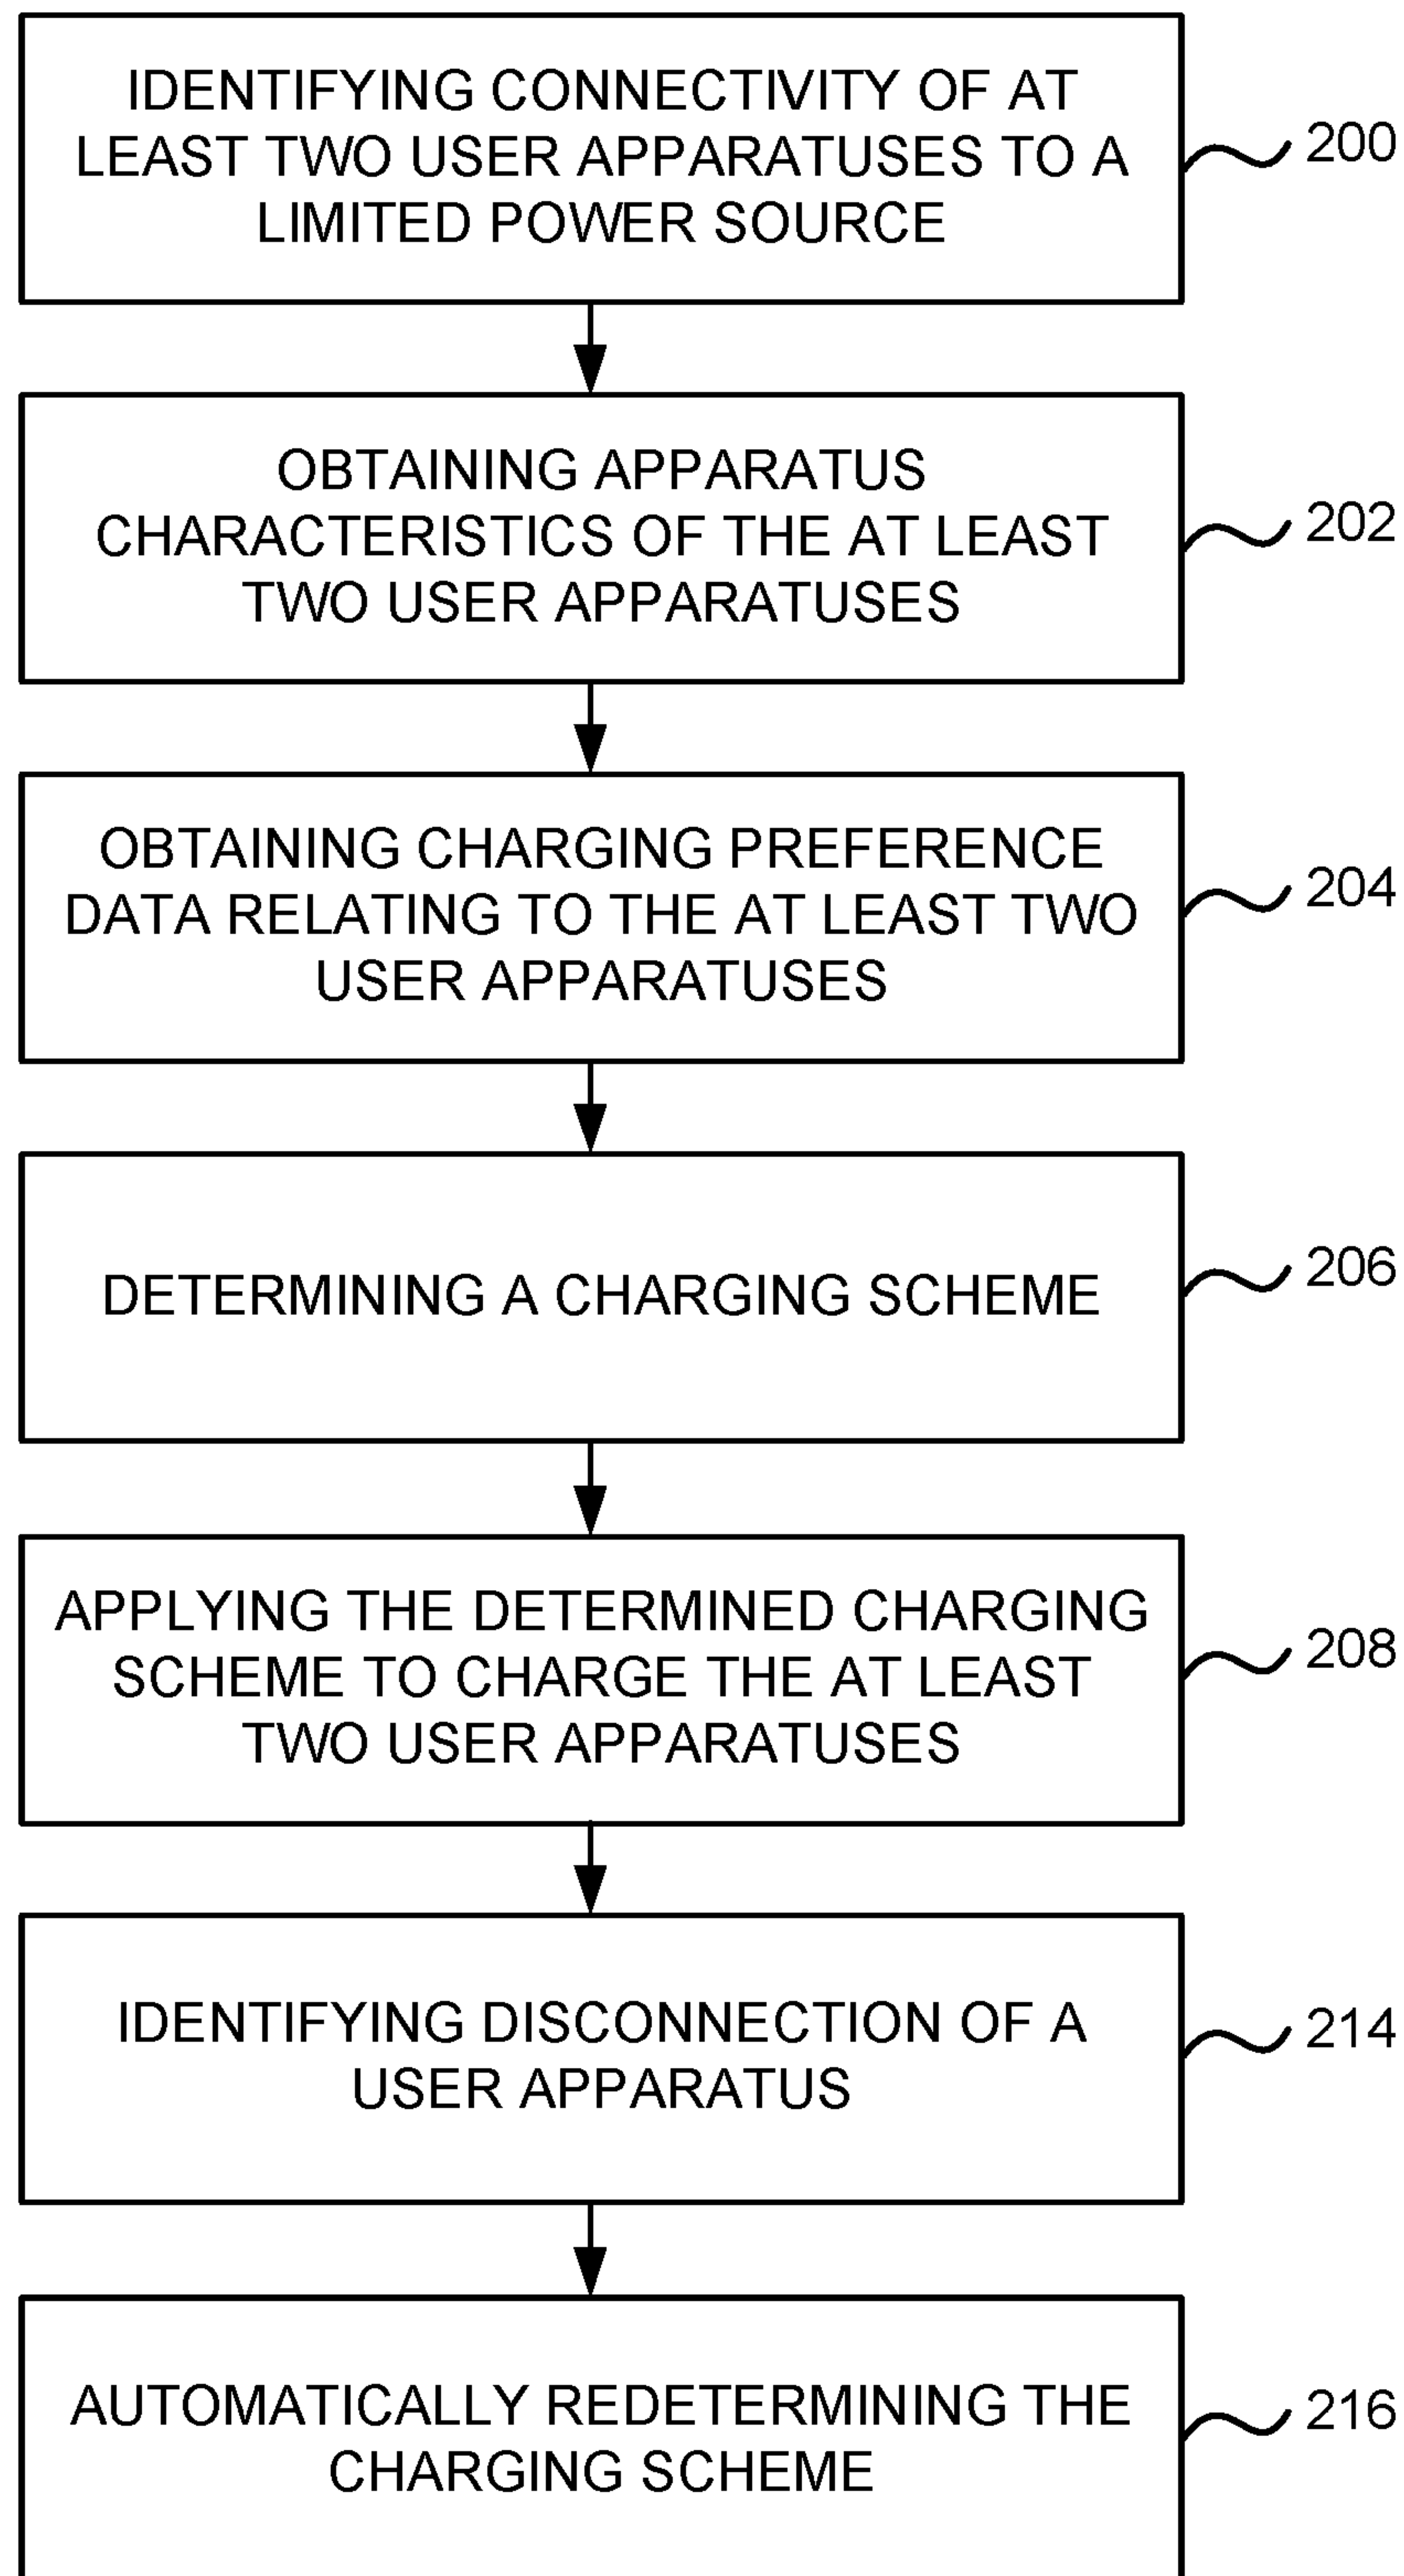 IDENTIFYING CONNECTIVITY OF AT
LEAST TWO USER APPARATUSES TO A
LIMITED POWER SOURCE
200
OBTAINING APPARATUS
CHARACTERISTICS OF THE AT LEAST
TWO USER APPARATUSES
202
OBTAINING CHARGING PREFERENCE
DATA RELATING TO THE AT LEAST TWO
USER APPARATUSES
204
DETERMINING A CHARGING SCHEME
206
APPLYING THE DETERMINED CHARGING
SCHEME TO CHARGE THE AT LEAST
TWO USER APPARATUSES
208
IDENTIFYING DISCONNECTION OF A
USER APPARATUS
214
AUTOMATICALLY REDETERMINING THE
CHARGING SCHEME
216